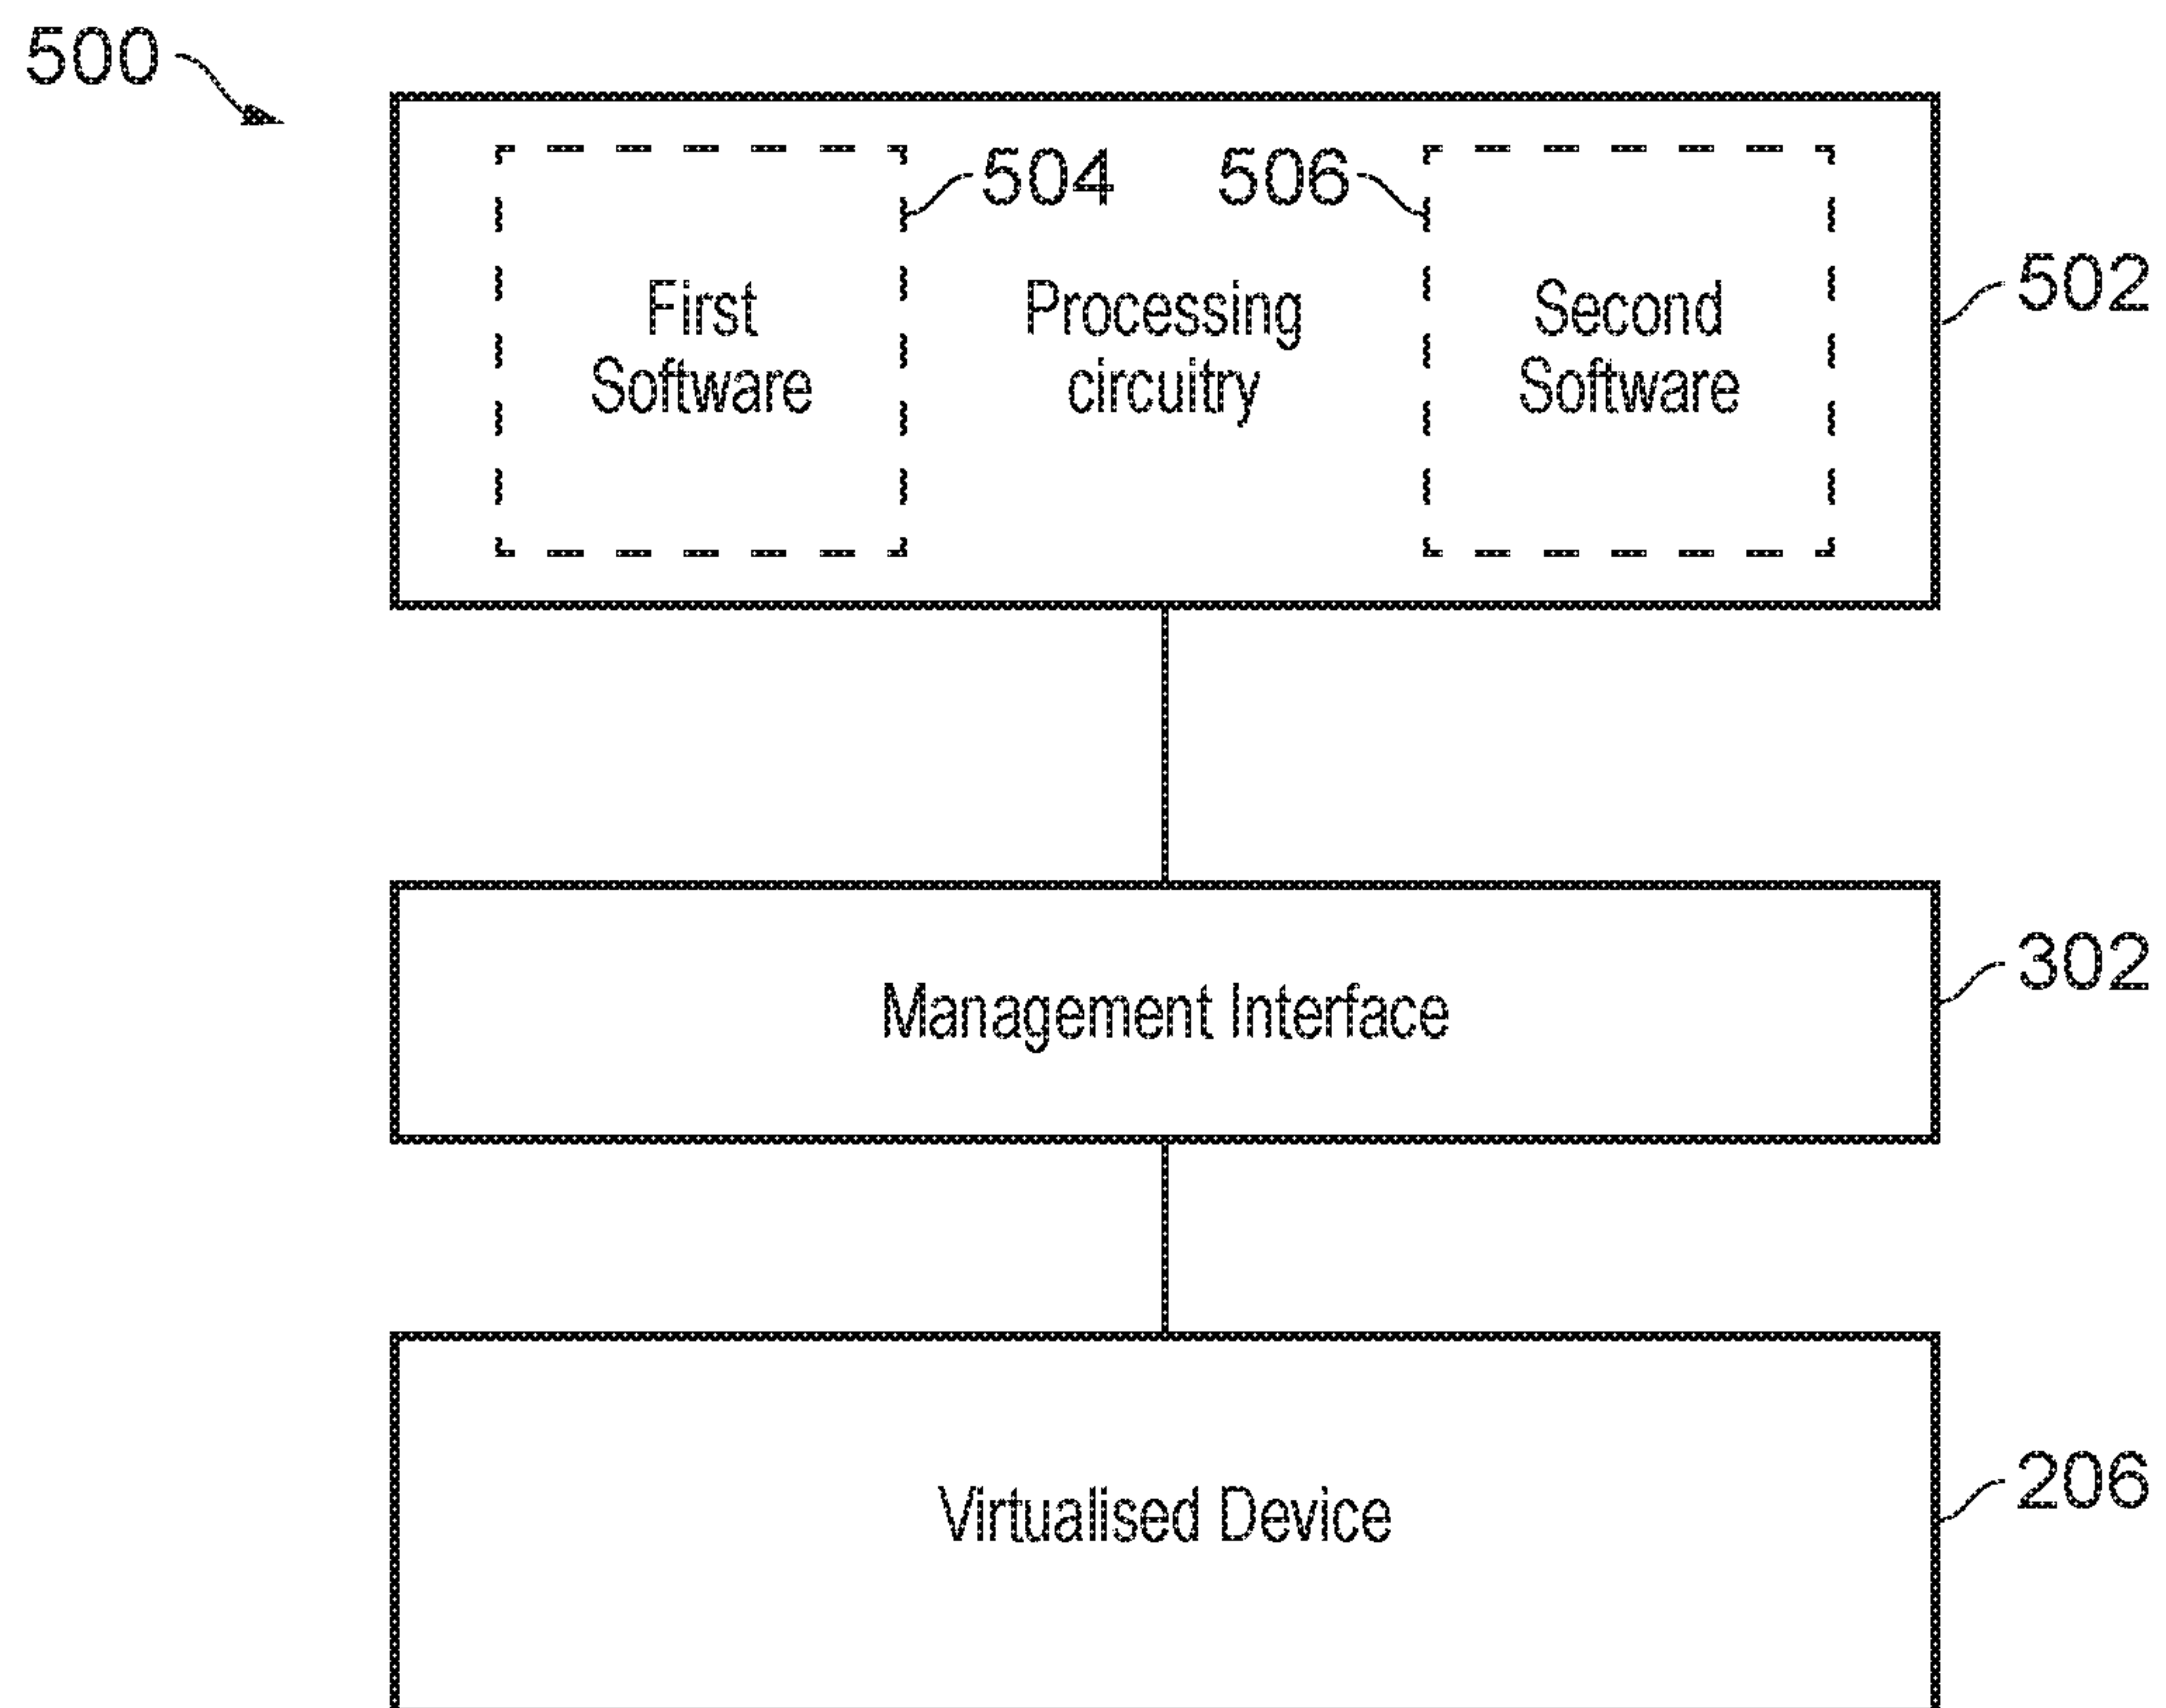 500
504
506
502
First
Software
Processing
circuitry
Second
Software
Management Interface
302
Virtualised Device
206